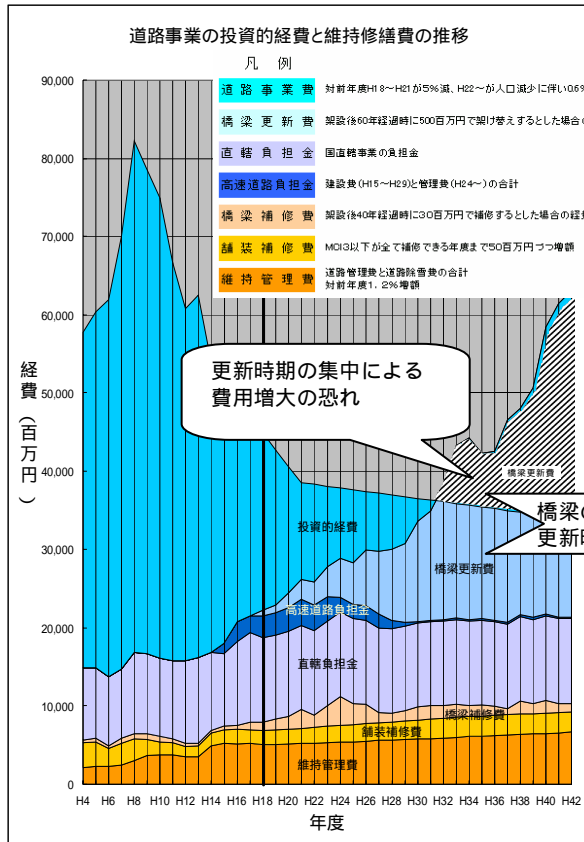 道路事業の投資的経費と維持修繕費の推移
凡 例
道路事業費 対前年度H18～H21が5%減、H22～が人口減少に伴い0.6%
橋梁更新費 架設後60年経過時に500百万円で架け替えするとした場合の
直轄負担金 国直轄事業の負担金
高速道路負担金 建設費(H15～H29)と管理費(H24～)の合計
橋梁補修費 架設後40年経過時に30百万円で補修するとした場合の経費
舗装補修費 MCI3以下が全て補修できる年度まで50百万円づつ増額
維持管理費 道路管理費と道路除雪費の合計
対前年度1.2%増額
90,000
80,000
70,000
60,000
50,000
40,000
30,000
20,000
10,000
0
経費(百万円)
更新時期の集中による
費用増大の恐れ
橋梁更新費
橋梁の
更新時
投資的経費
橋梁更新費
高速道路負担金
直轄負担金
橋梁補修費
舗装補修費
維持管理費
H4 H6 H8 H10 H12 H14 H16 H18 H20 H22 H24 H26 H28 H30 H32 H34 H36 H38 H40 H42
年度